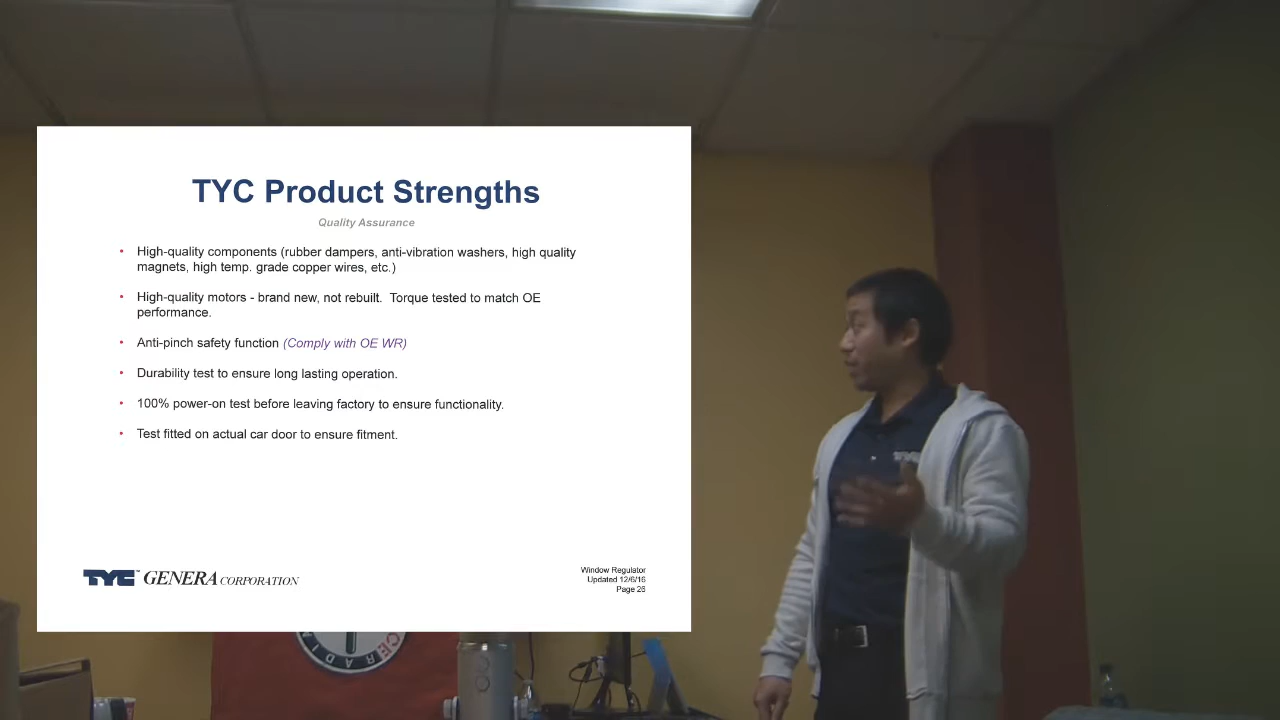 TYC Product Strengths
Quality Assurance
• High-quality components (rubber dampers, anti-vibration washers, high quality
magnets, high temp. grade copper wires, etc.)
• High-quality motors - brand new, not rebuilt. Torque tested to match OE
performance.
• Anti-pinch safety function (Comply with OE WR)
• Durability test to ensure long lasting operation.
• 100% power-on test before leaving factory to ensure functionality.
• Test fitted on actual car door to ensure fitment.
TYC™ GENERA CORPORATION
Window Regulator
Updated 12/6/16
Page 26